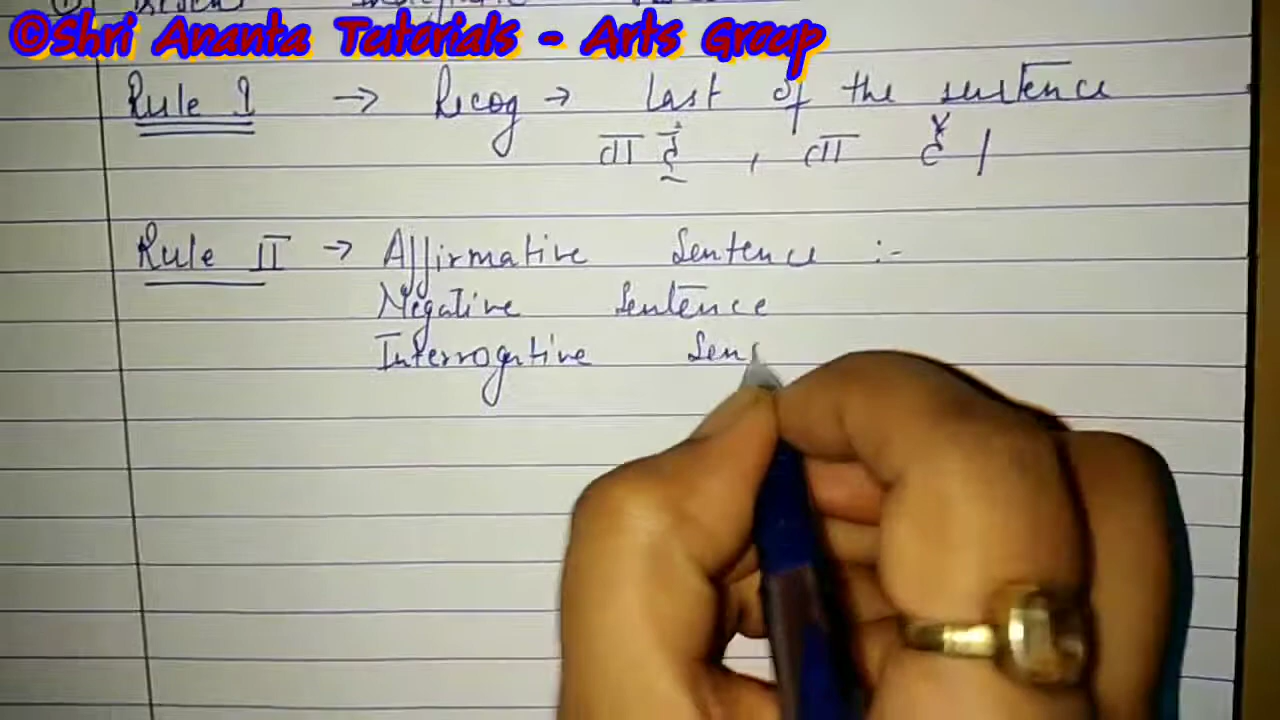 ©Shri Ananta Tutorials - Arts Group
Rule I → Recog → Last of the sentence
ता है , ता हैं |
Rule II → Affirmative Sentence :-
Negative Sentence
Interrogative Sen